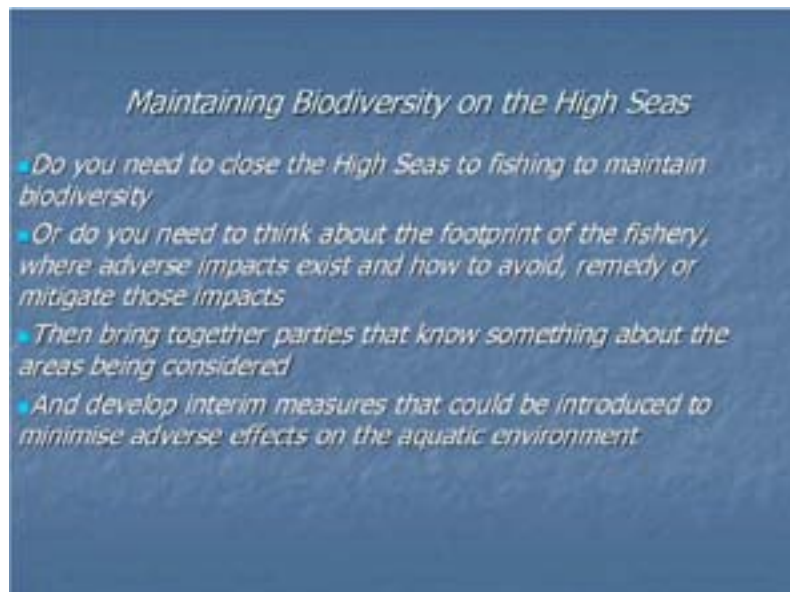 Maintaining Biodiversity on the High Seas
Do you need to close the High Seas to fishing to maintain
biodiversity
Or do you need to think about the footprint of the fishery,
where adverse impacts exist and how to avoid, remedy or
mitigate those impacts
Then bring together parties that know something about the
areas being considered
And develop interim measures that could be introduced to
minimise adverse effects on the aquatic environment